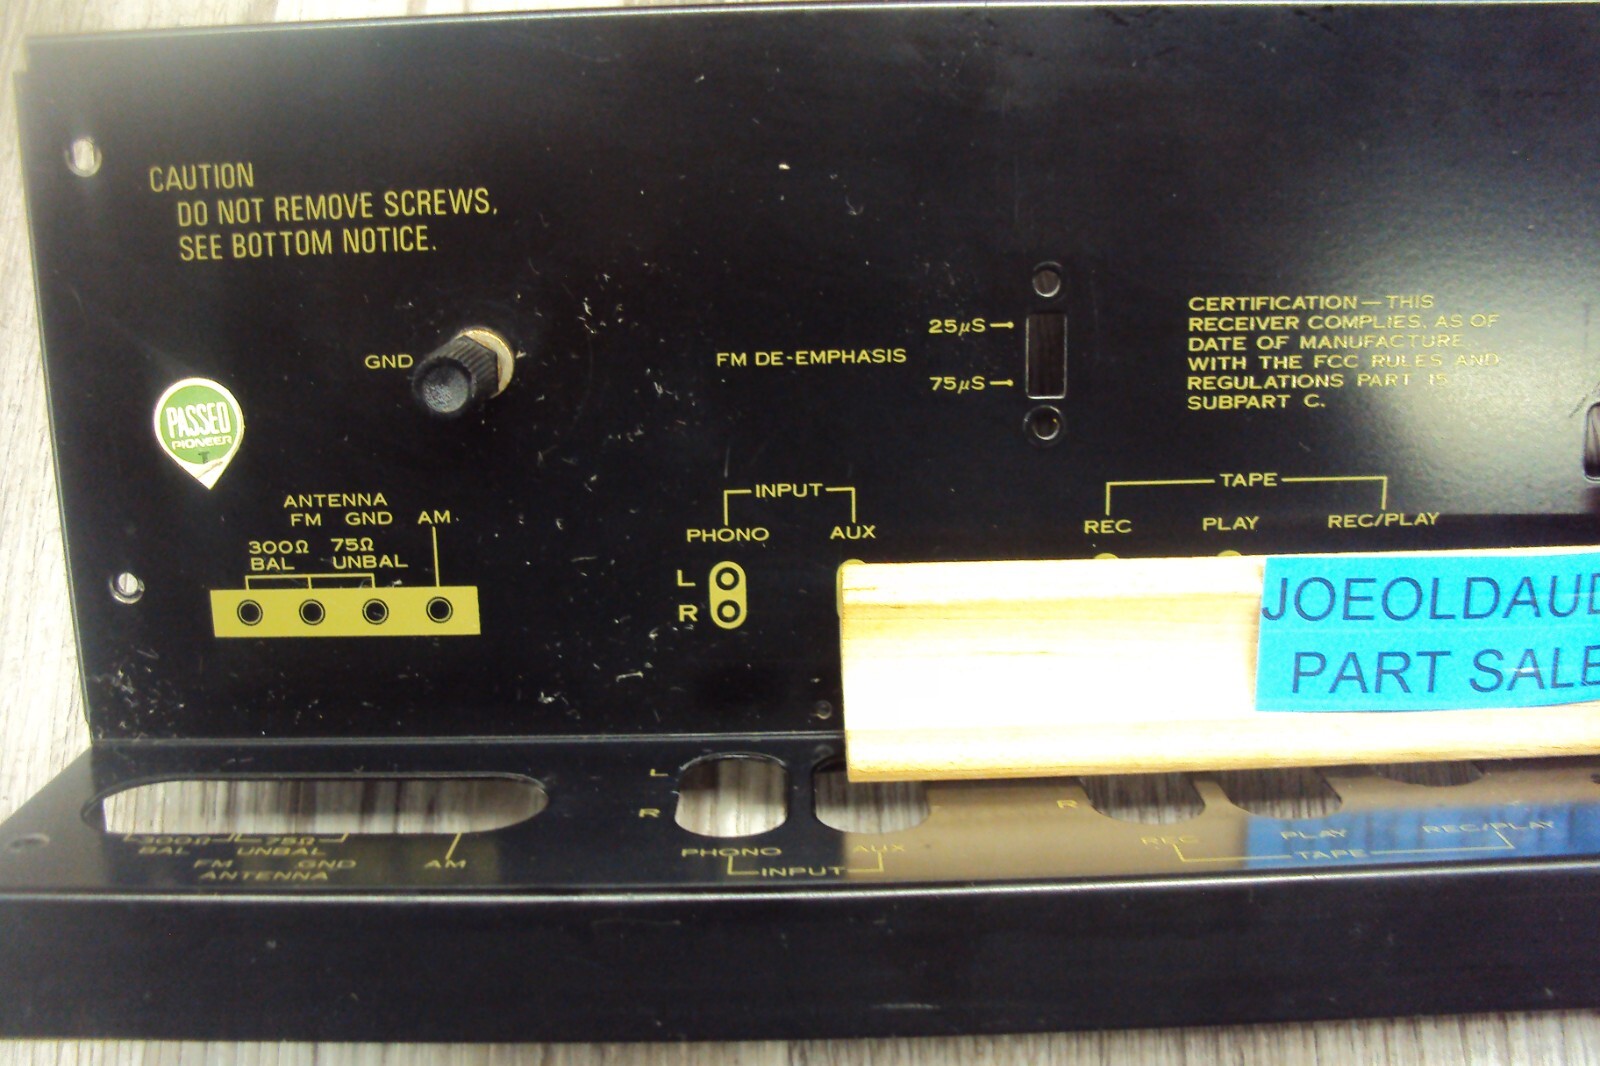 CAUTION
DO NOT REMOVE SCREWS.
SEE BOTTOM NOTICE.
GND
PASSED
PIONEER
T
FM DE-EMPHASIS
25μS
75μS
CERTIFICATION — THIS
RECEIVER COMPLIES, AS OF
DATE OF MANUFACTURE
WITH THE FCC RULES AND
REGULATIONS PART 15
SUBPART C.
ANTENNA
FM GND AM
300Ω 75Ω
BAL UNBAL
INPUT
PHONO AUX
L
R
TAPE
REC PLAY REC/PLAY
JOEOLDAUD
PART SALE
L
R
R
300Ω 75Ω
BAL UNBAL
FM GND AM
ANTENNA
PHONO AUX
INPUT
REC PLAY REC/PLAY
TAPE